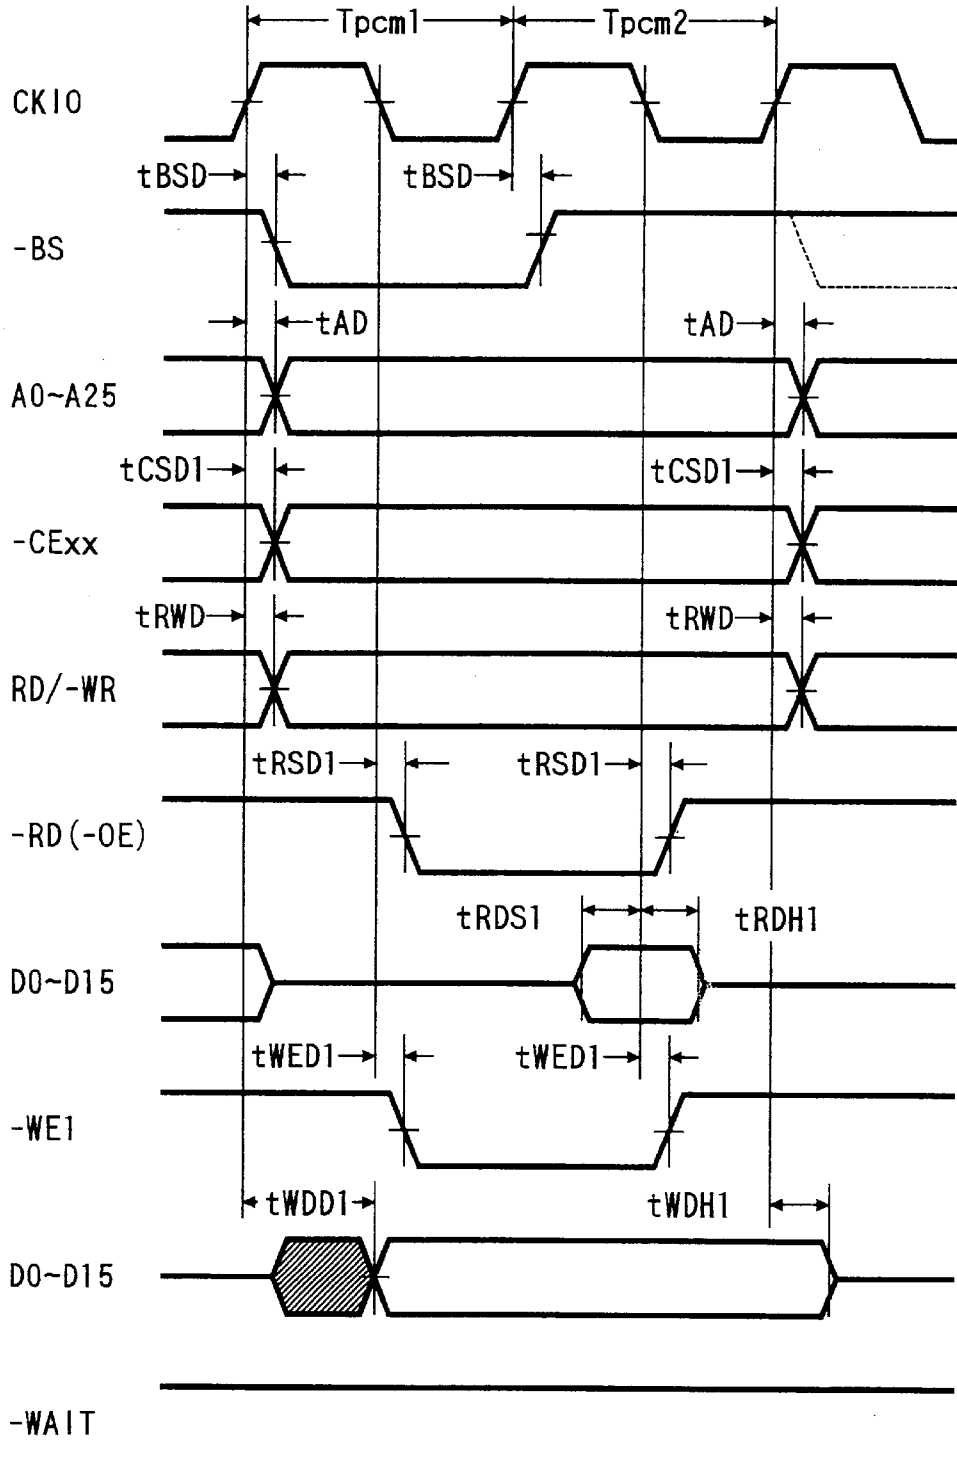 Tpcm1 Tpcm2
CKIO
tBSD tBSD
-BS
tAD tAD
A0~A25
tCSD1 tCSD1
-CExx
tRWD tRWD
RD/-WR
tRSD1 tRSD1
-RD(-OE)
tRDS1 tRDH1
D0~D15
tWED1 tWED1
-WE1
tWDD1 tWDH1
D0~D15
-WAIT